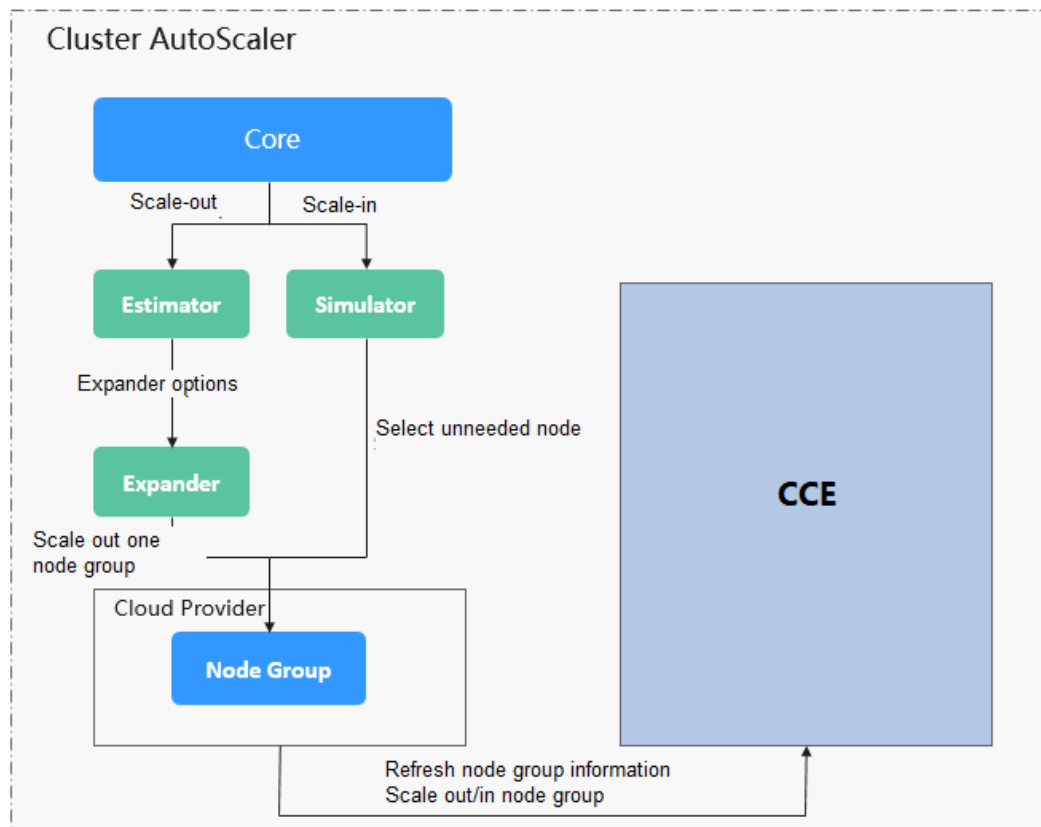 Cluster AutoScaler
Core
Scale-out
Scale-in
Estimator
Simulator
Expander options
Select unneeded node
Expander
CCE
Scale out one
node group
Cloud Provider
Node Group
Refresh node group information
Scale out/in node group